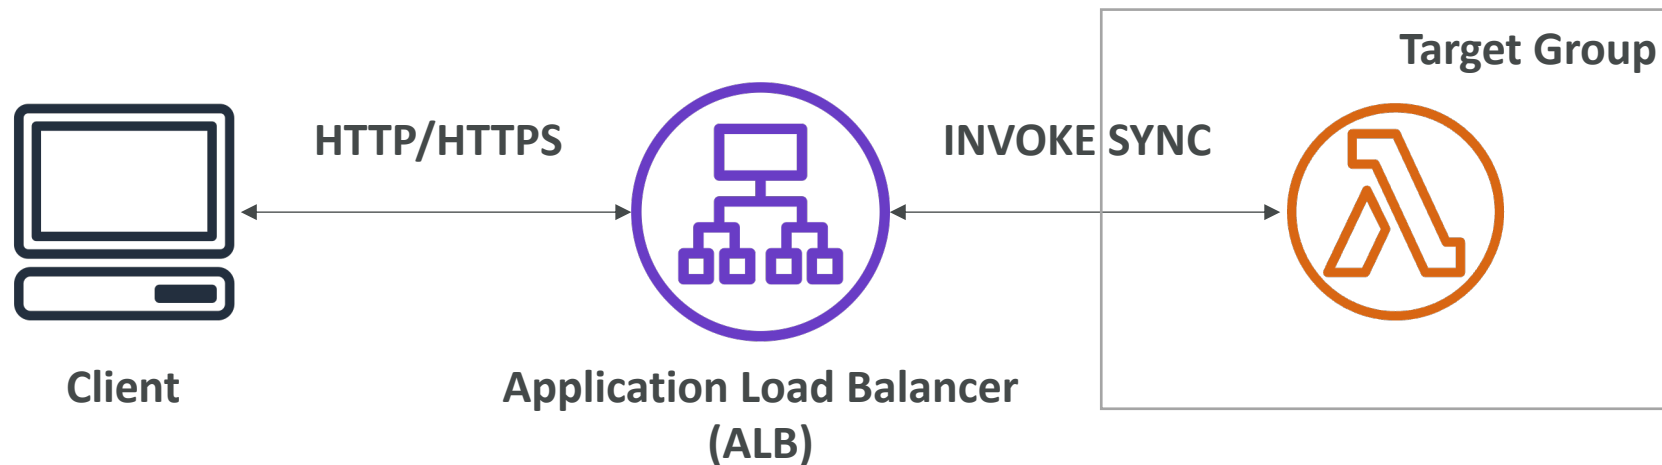 Target Group
HTTP/HTTPS
INVOKE SYNC
Client
Application Load Balancer
(ALB)